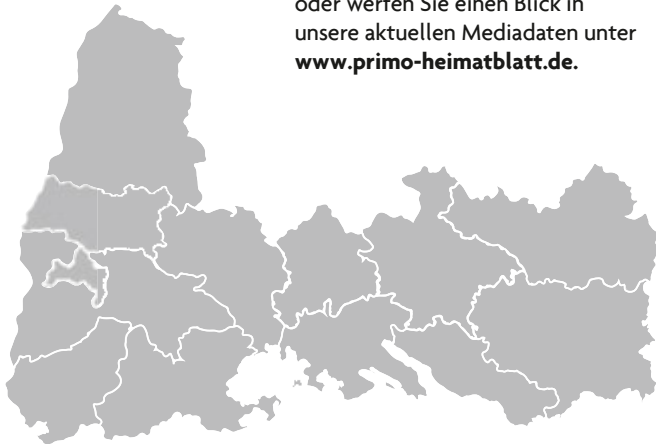 oder werfen Sie einen Blick in
unsere aktuellen Mediadaten unter
www.primo-heimatblatt.de.